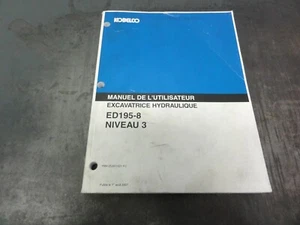 KOBELCO
MANUEL DE L'UTILISATEUR
EXCAVATRICE HYDRAULIQUE
ED195-8
NIVEAU 3